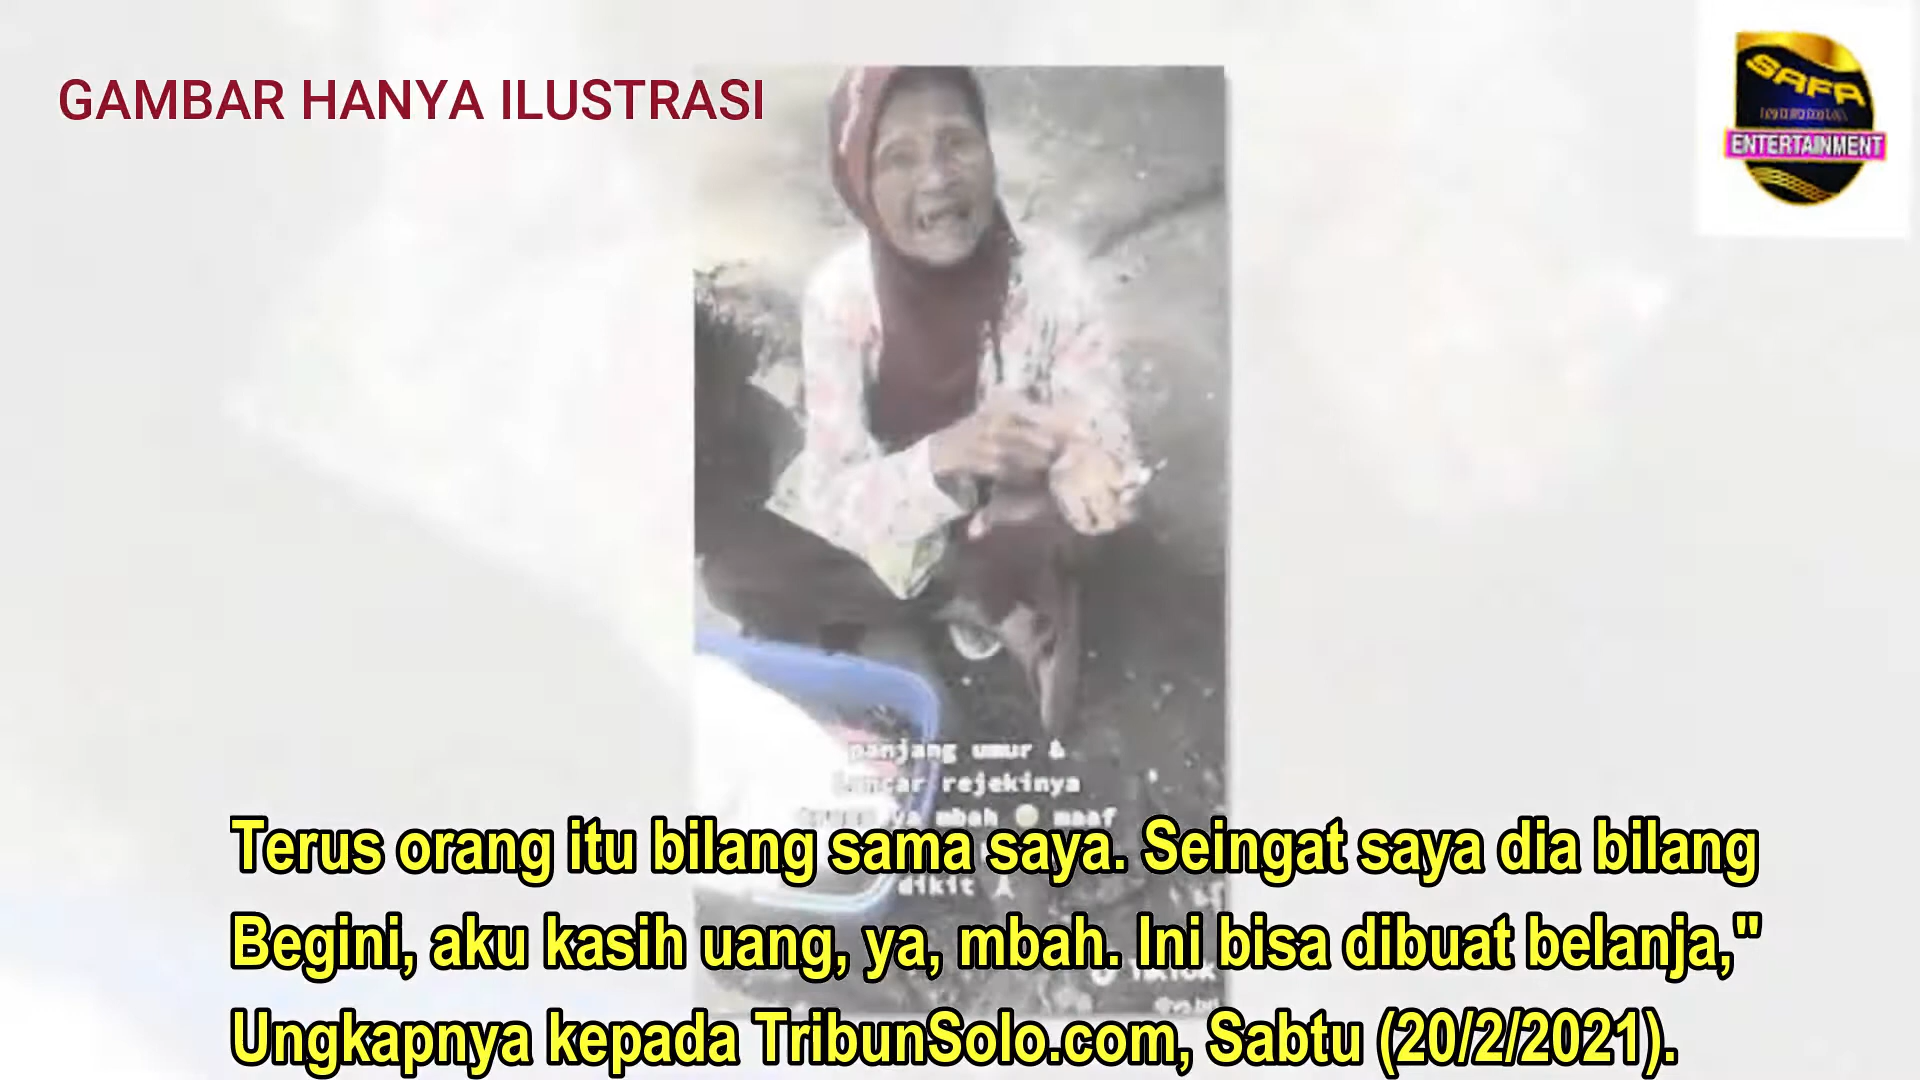 GAMBAR HANYA ILUSTRASI
SAFA
ENTERTAINMENT
panjang umur &
rejekinya
ya mbah maaf
dikit
Terus orang itu bilang sama saya. Seingat saya dia bilang
Begini, aku kasih uang, ya, mbah. Ini bisa dibuat belanja,"
TikTok
Ungkapnya kepada TribunSolo.com, Sabtu (20/2/2021).